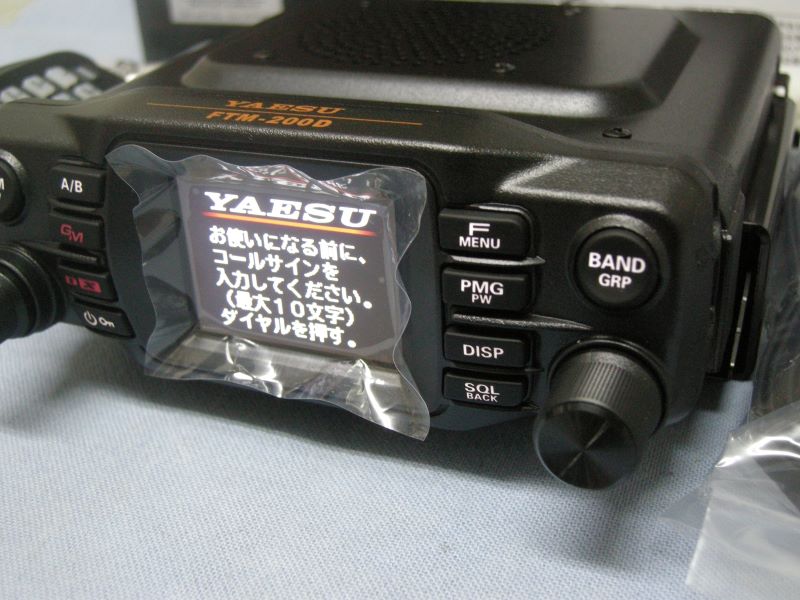 YAESU
FTM-200D
A/B
GM
D X
On
YAESU
お使いになる前に、
コールサインを
入力してください。
(最大10文字)
ダイヤルを押す。
F
MENU
PMG
PW
DISP
SQL
BACK
BAND
GRP